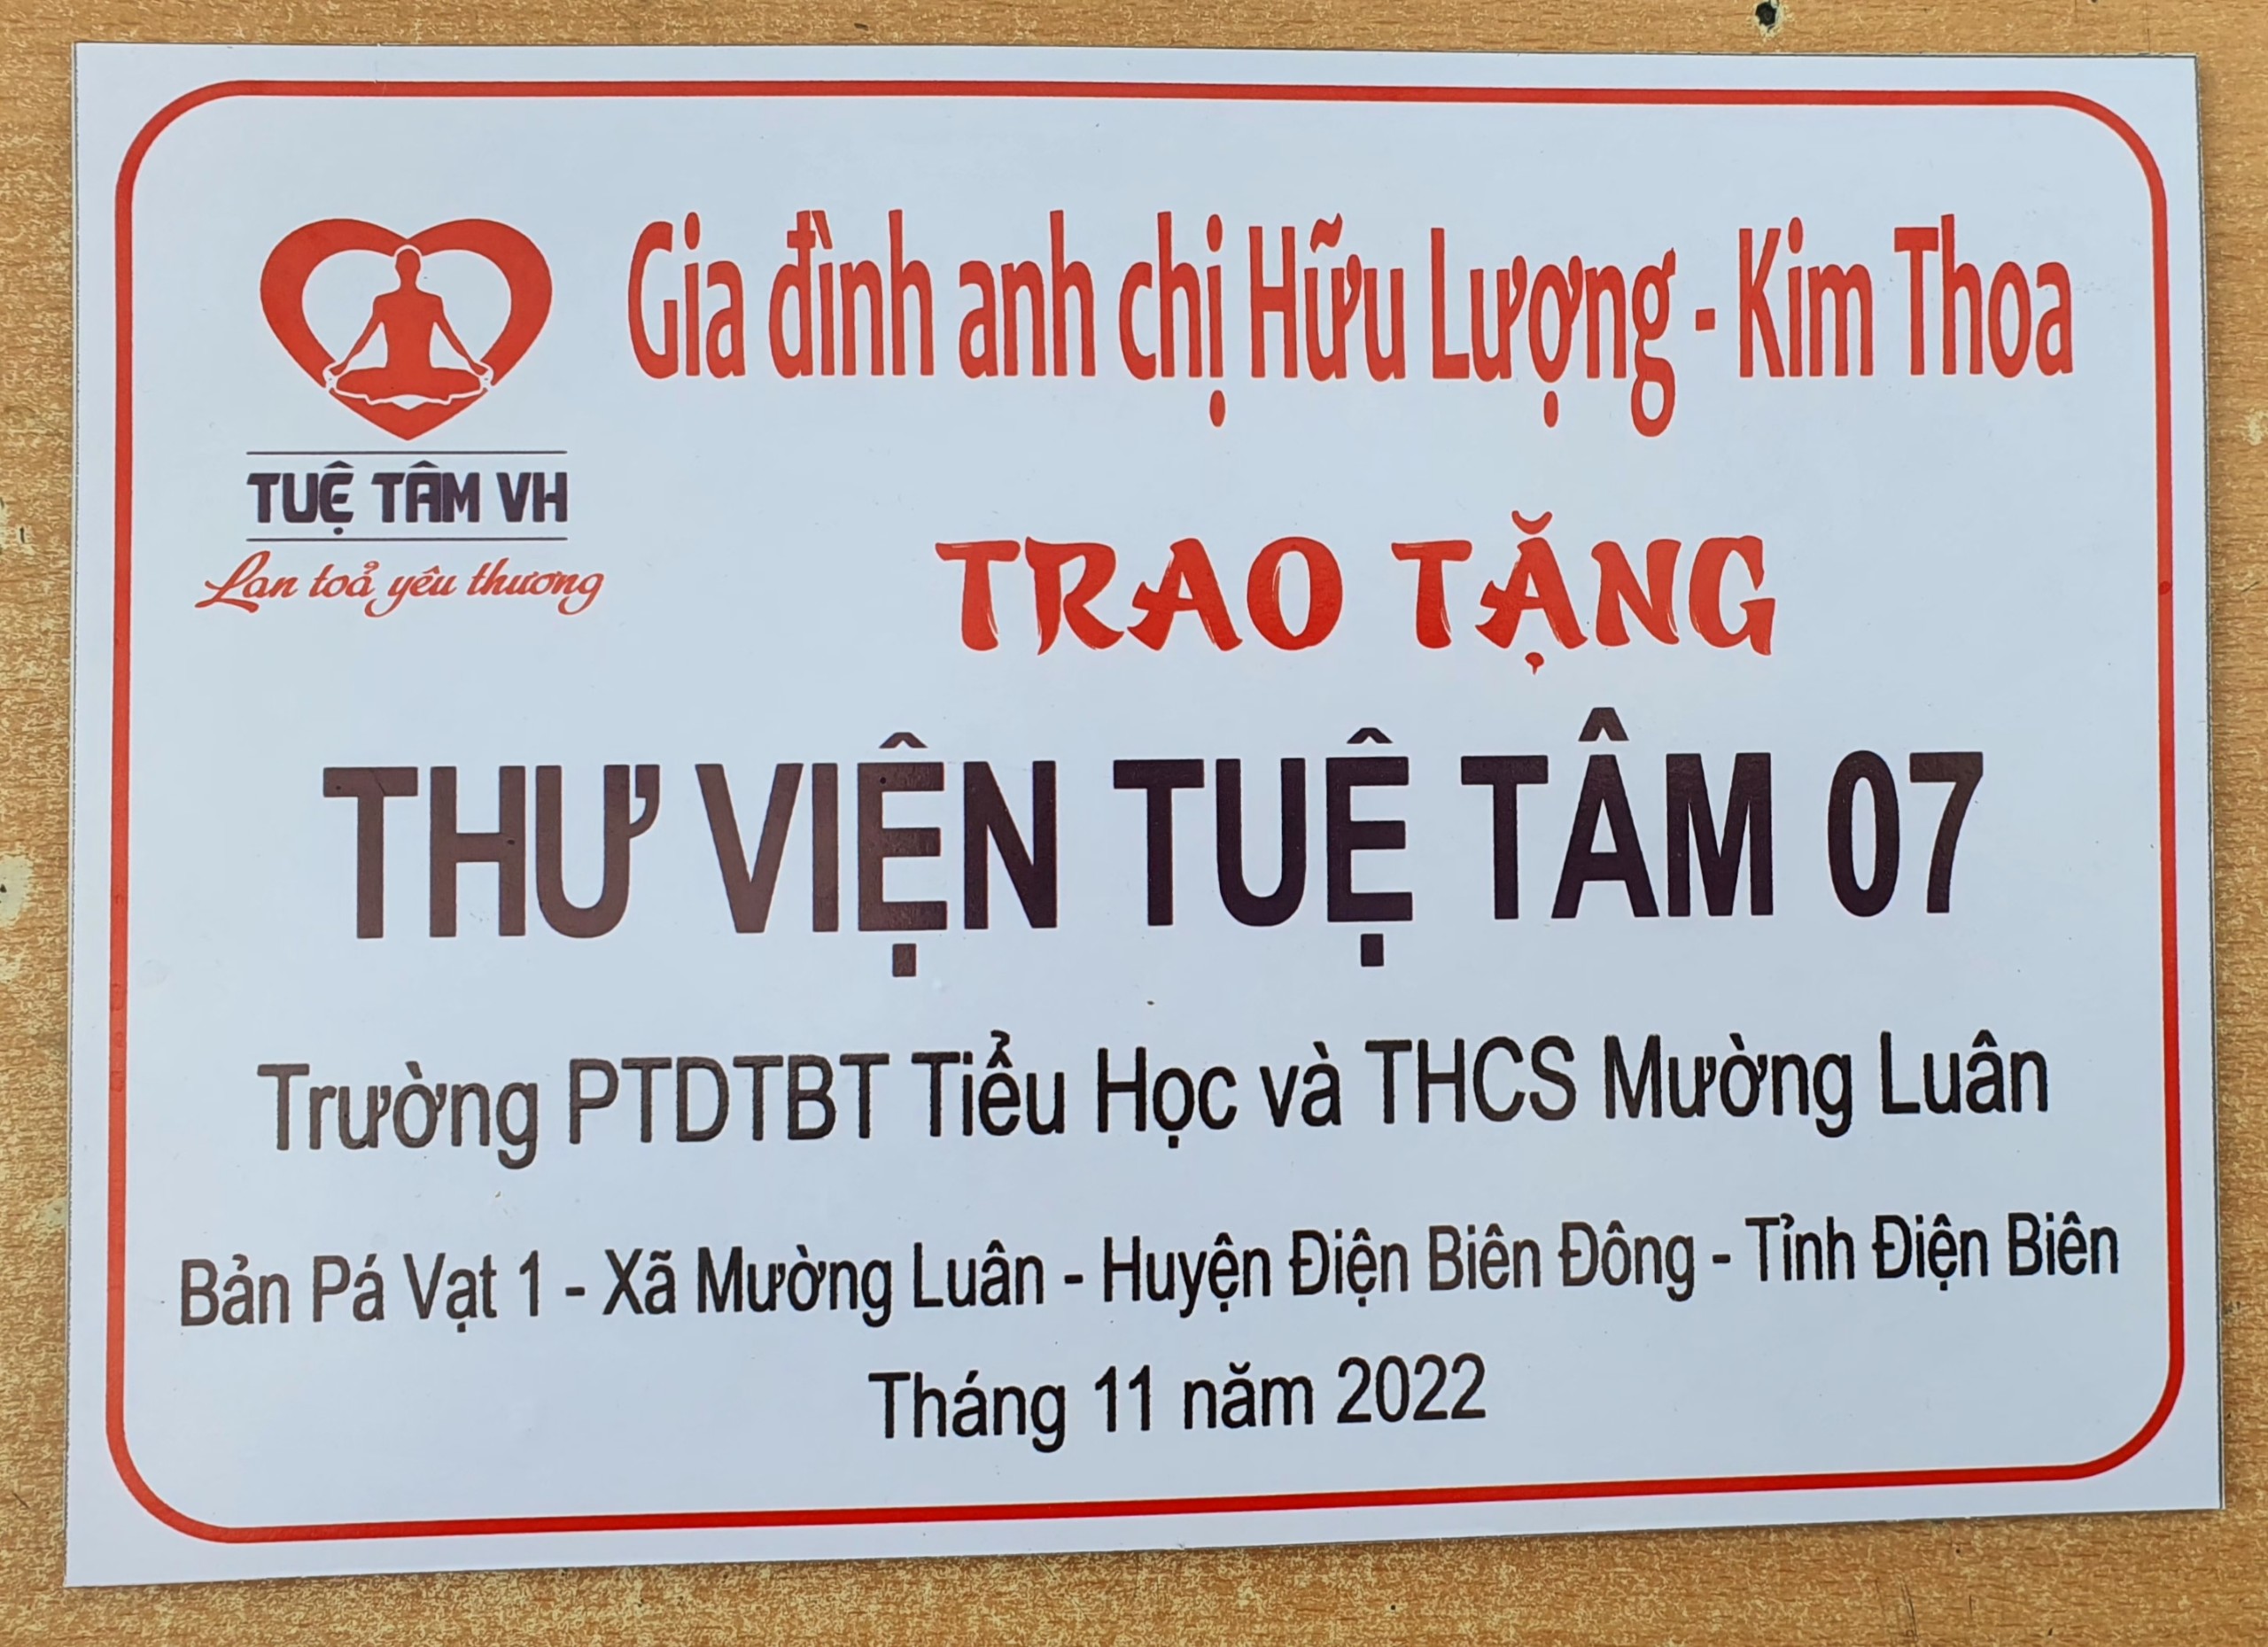 Gia đình anh chị Hữu Lượng - Kim Thoa
TUỆ TÂM VH
Lan toả yêu thương
TRAO TẶNG
THƯ VIỆN TUỆ TÂM 07
Trường PTDTBT Tiểu Học và THCS Mường Luân
Bản Pá Vạt 1 - Xã Mường Luân - Huyện Điện Biên Đông - Tỉnh Điện Biên
Tháng 11 năm 2022